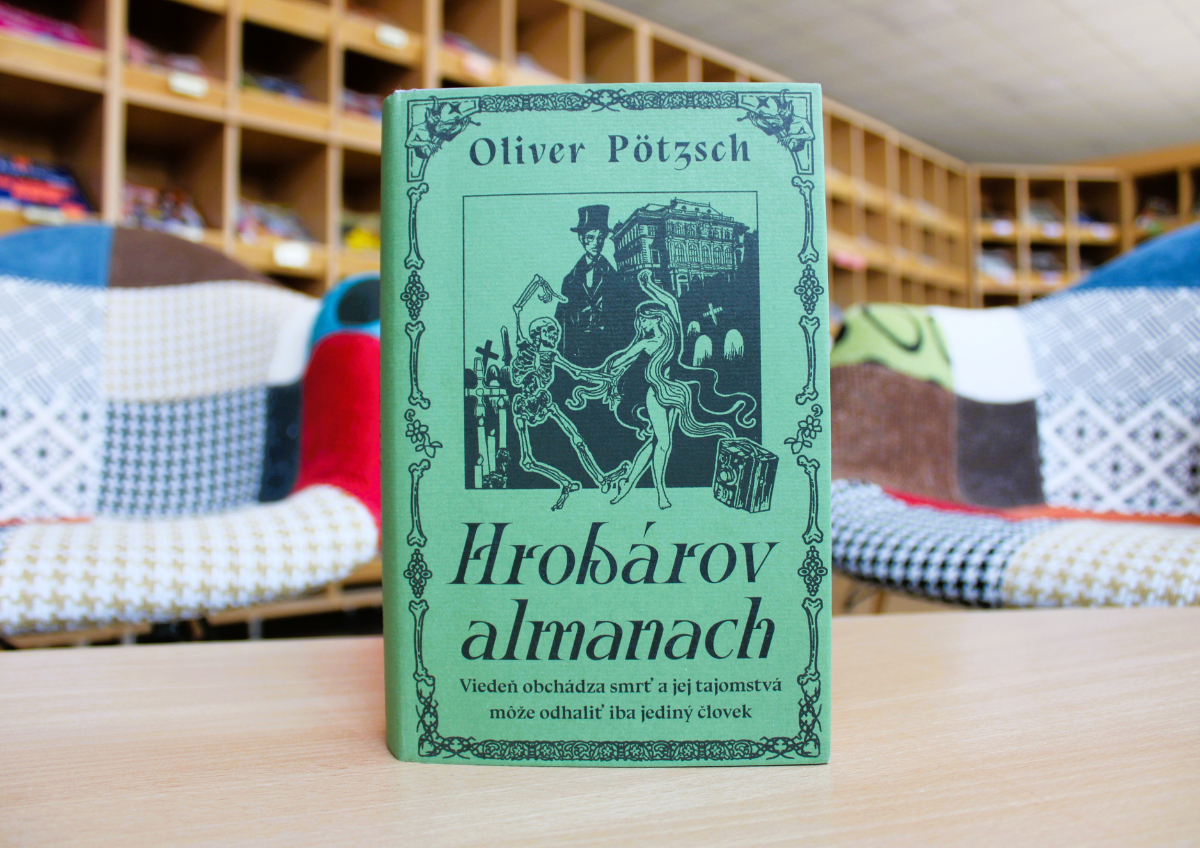 Oliver Pötzsch
Hrobárov
almanach
Viedeň obchádza smrť a jej tajomstvá
môže odhaliť iba jediný človek